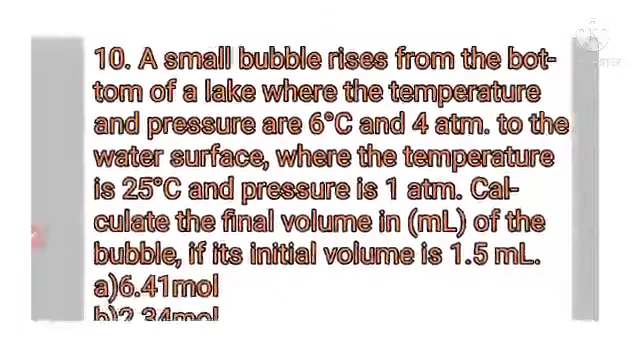 10. A small bubble rises from the bot-
tom of a lake where the temperature
and pressure are 6°C and 4 atm. to the
water surface, where the temperature
is 25°C and pressure is 1 atm. Cal-
culate the final volume in (mL) of the
bubble, if its initial volume is 1.5 mL.
a)6.41mol
b)2.34mol